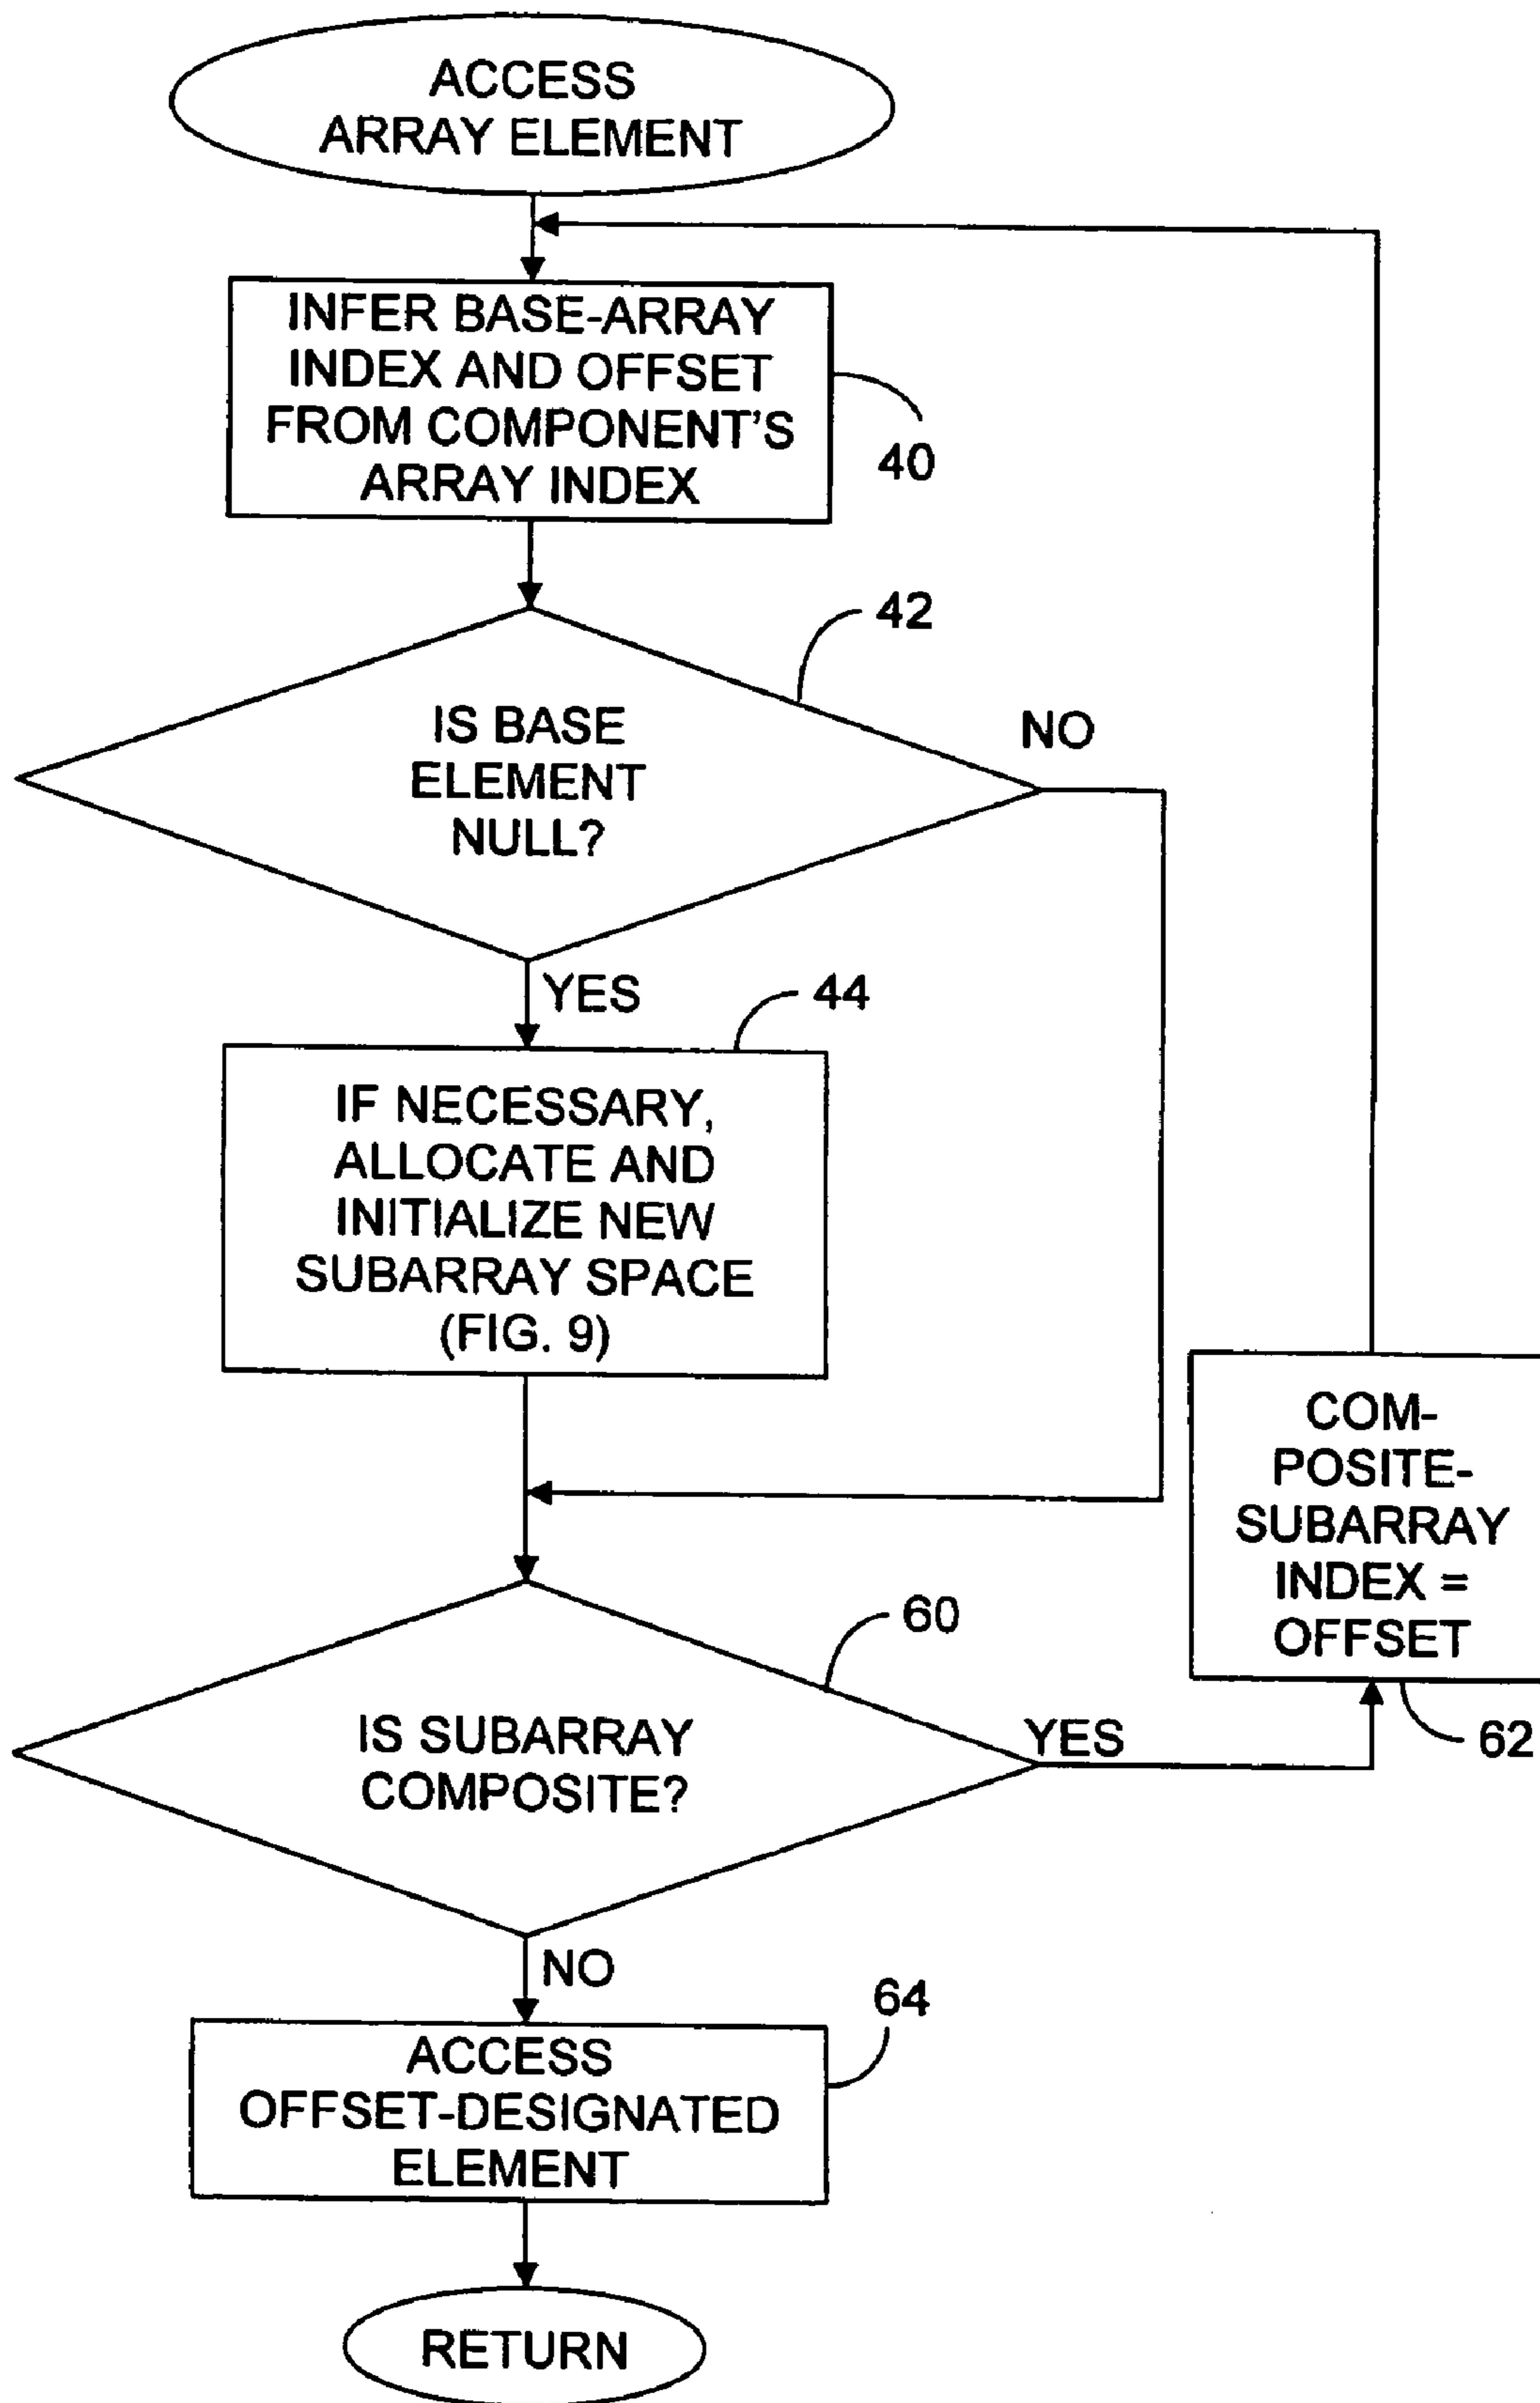 ACCESS
ARRAY ELEMENT
INFER BASE-ARRAY
INDEX AND OFFSET
FROM COMPONENT'S
ARRAY INDEX
40
42
IS BASE
ELEMENT
NULL?
NO
YES
44
IF NECESSARY,
ALLOCATE AND
INITIALIZE NEW
SUBARRAY SPACE
(FIG. 9)
COM-
POSITE-
SUBARRAY
INDEX =
OFFSET
62
60
IS SUBARRAY
COMPOSITE?
YES
NO
64
ACCESS
OFFSET-DESIGNATED
ELEMENT
RETURN